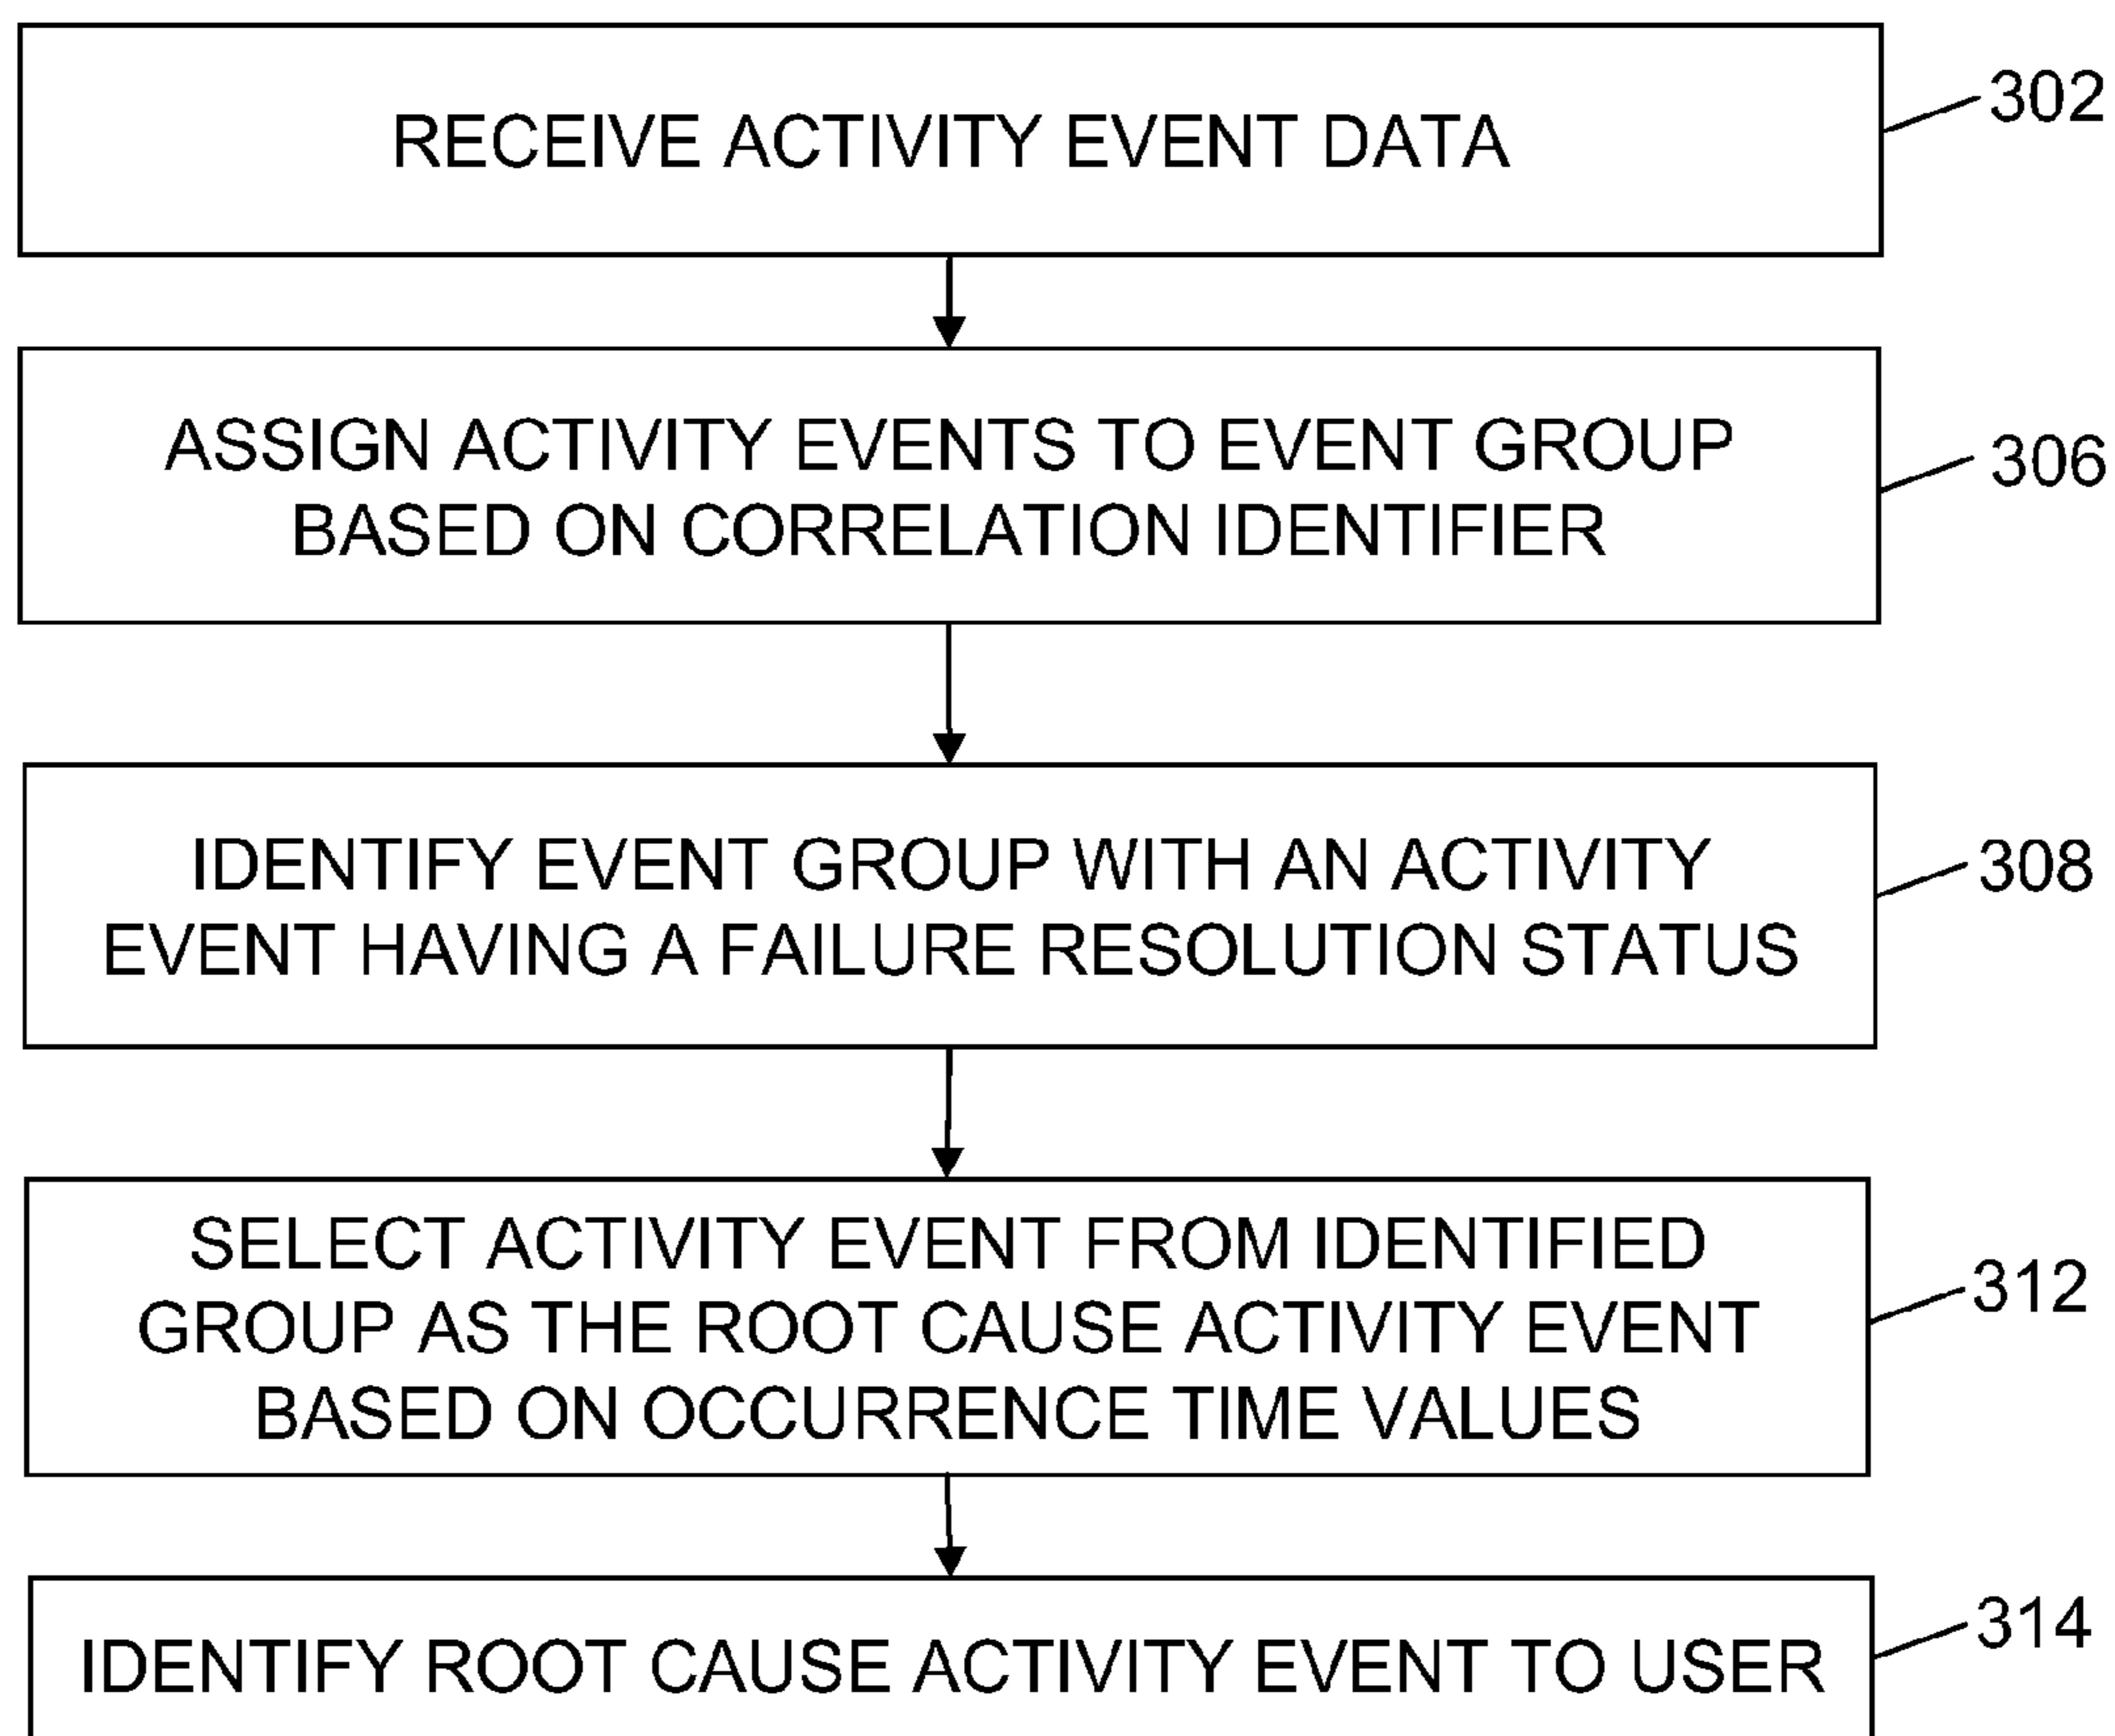 RECEIVE ACTIVITY EVENT DATA
302
ASSIGN ACTIVITY EVENTS TO EVENT GROUP
BASED ON CORRELATION IDENTIFIER
306
IDENTIFY EVENT GROUP WITH AN ACTIVITY
EVENT HAVING A FAILURE RESOLUTION STATUS
308
SELECT ACTIVITY EVENT FROM IDENTIFIED
GROUP AS THE ROOT CAUSE ACTIVITY EVENT
BASED ON OCCURRENCE TIME VALUES
312
IDENTIFY ROOT CAUSE ACTIVITY EVENT TO USER
314